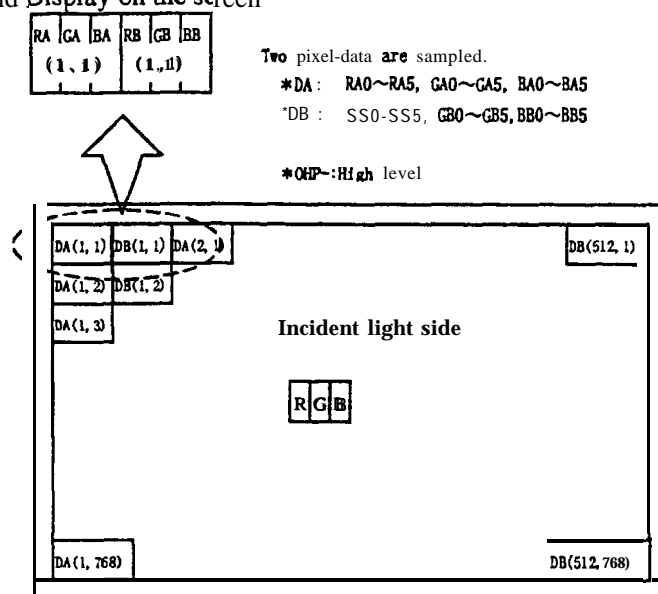 nd Display on the screen
RA GA BA RB GB BB
(1、1) (1.,1l)
Two pixel-data are sampled.
*DA : RA0~RA5, GA0~GA5, BA0~BA5
*DB : SS0-SS5, GB0~GB5,BB0~BB5
*OHP-:High level
DA(1, 1) DB(1, 1) DA(2, 1) DB(512, 1)
DA(1, 2) DB(1, 2)
DA(1, 3)
Incident light side
R G B
DA(1, 768) DB(512, 768)